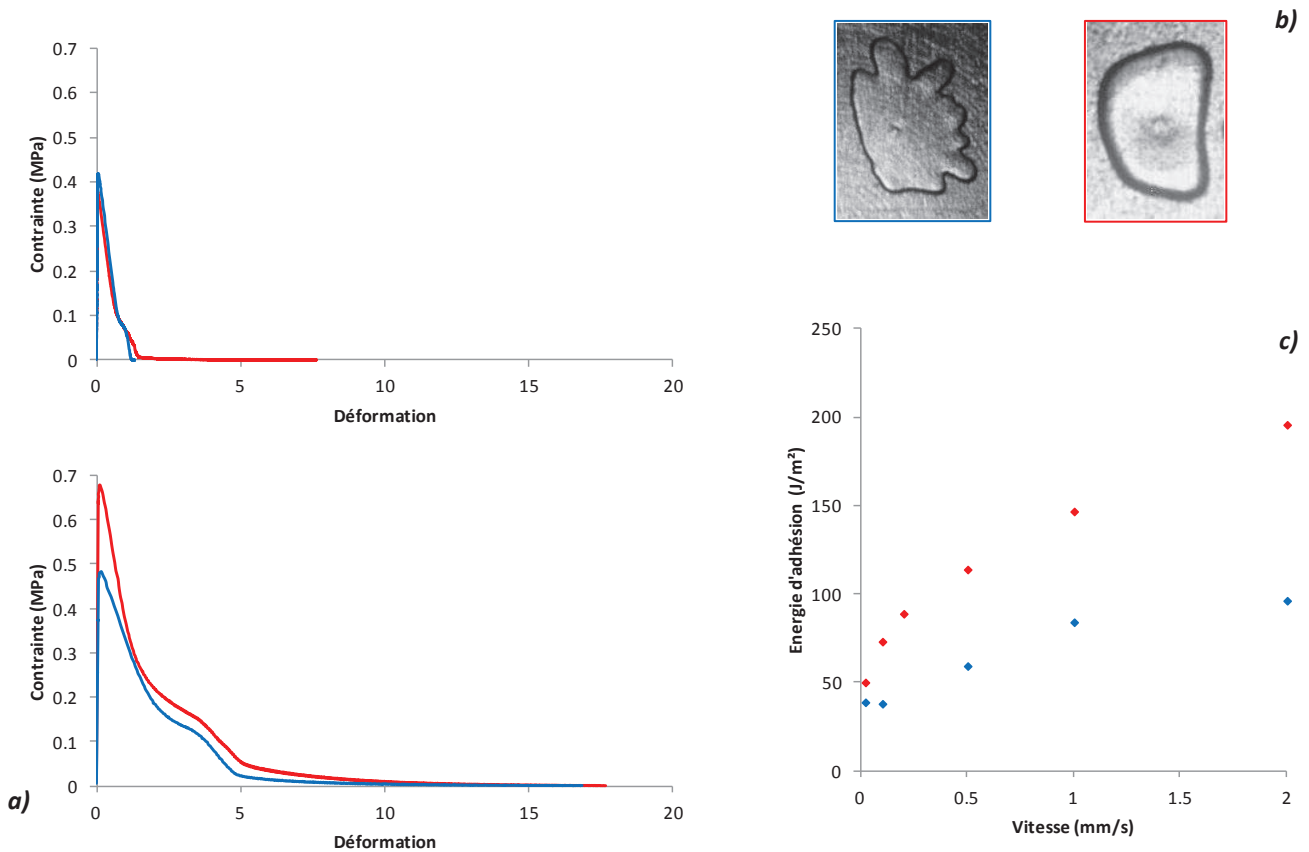 b)
0.7
0.6
0.5
0.4
0.3
0.2
0.1
0
Contrainte (MPa)
0 5 10 15 20
Déformation
0.7
0.6
0.5
0.4
0.3
0.2
0.1
0
Contrainte (MPa)
0 5 10 15 20
Déformation
a)
c)
250
200
150
100
50
0
Energie d'adhésion (J/m²)
0 0.5 1 1.5 2
Vitesse (mm/s)